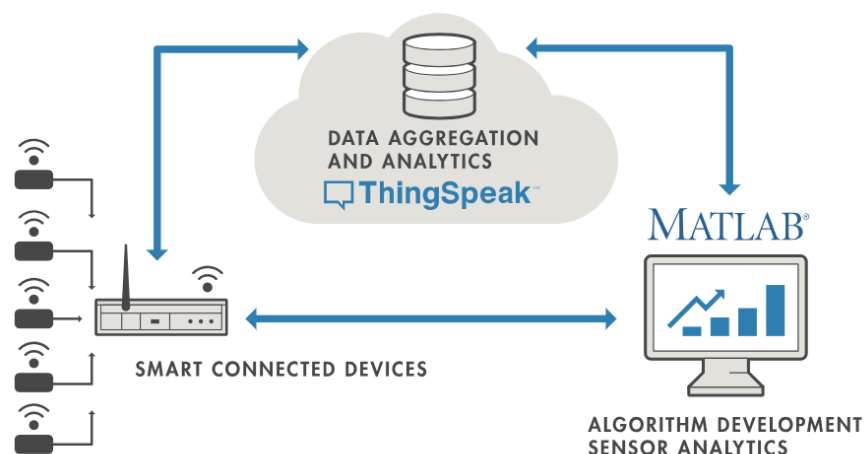 DATA AGGREGATION
AND ANALYTICS
ThingSpeak™
MATLAB®
SMART CONNECTED DEVICES
ALGORITHM DEVELOPMENT
SENSOR ANALYTICS